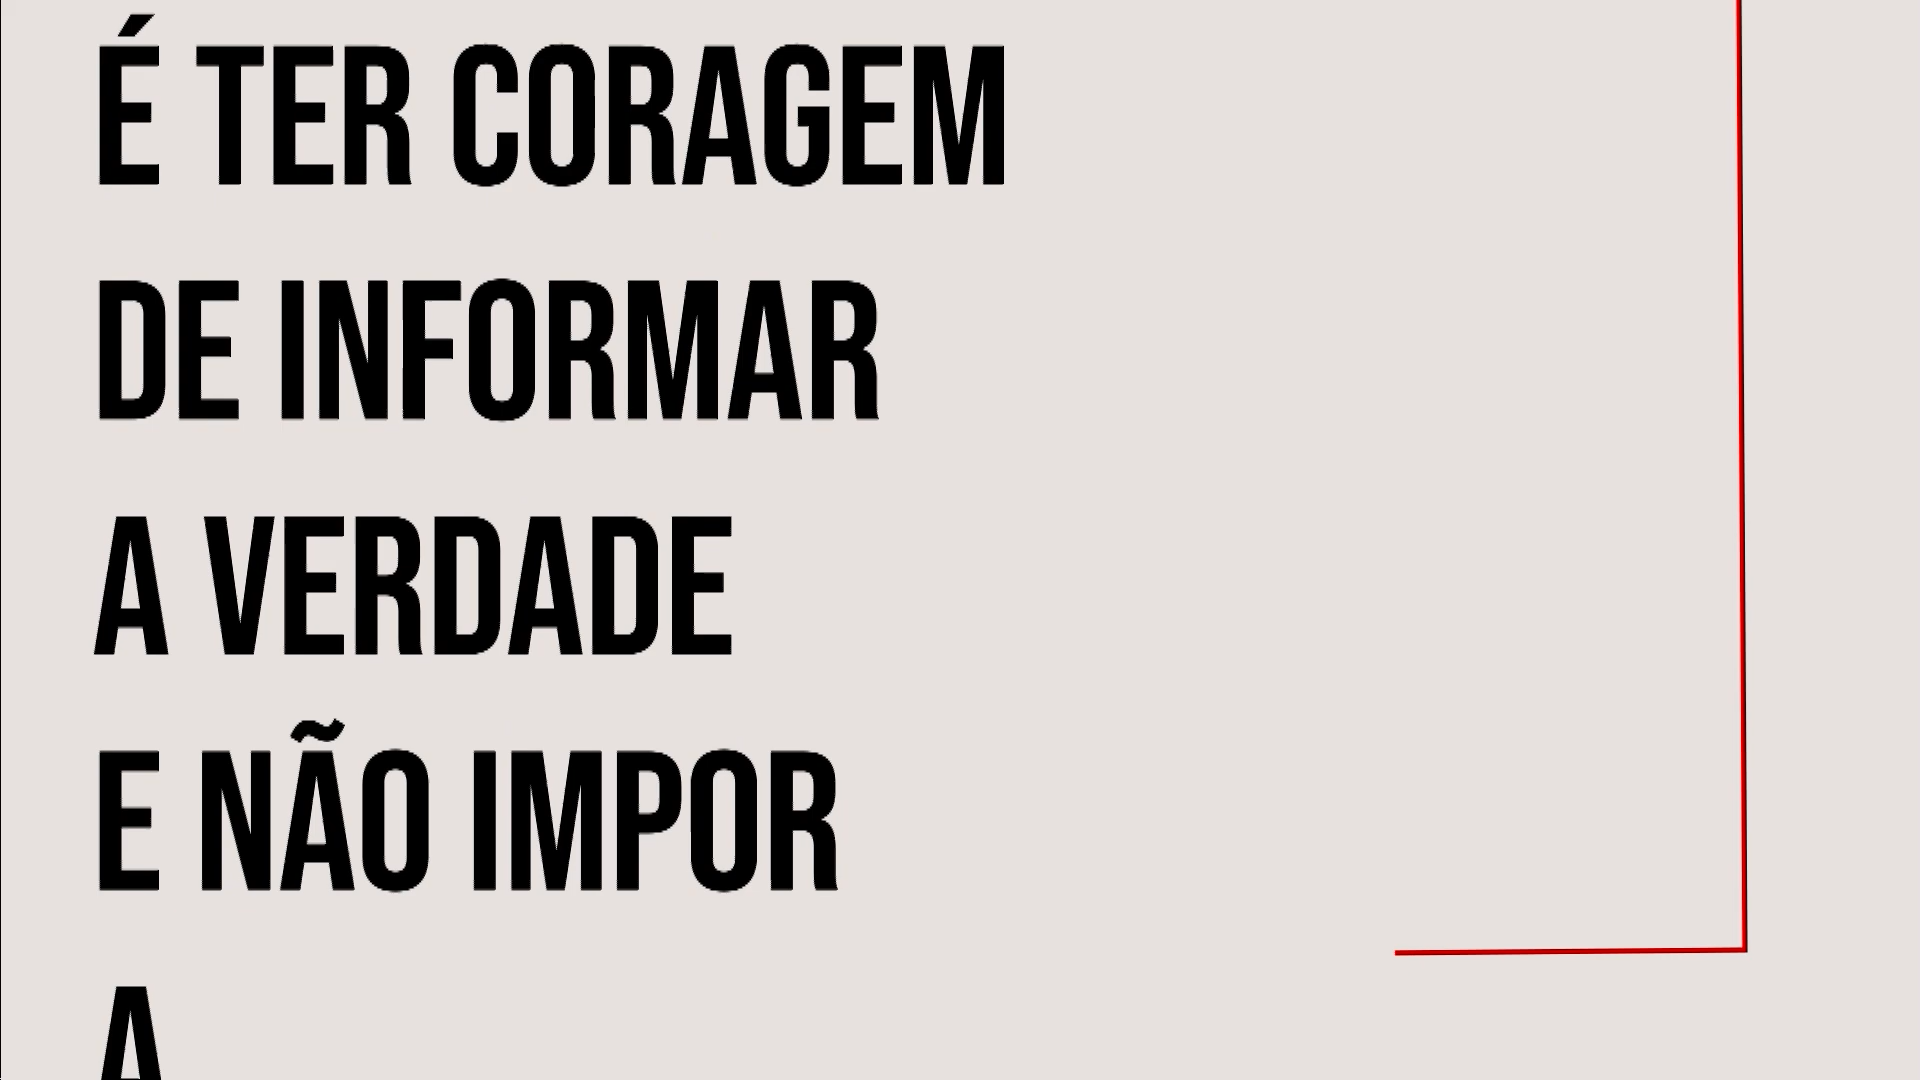 É TER CORAGEM
DE INFORMAR
A VERDADE
E NÃO IMPOR
A